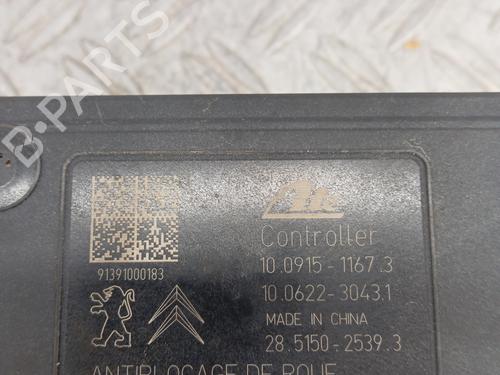 B-PARTS
Ate
91391000183
Controller
10.0915-1167.3
10.0622-3043.1
MADE IN CHINA
28.5150-2539.3
ANTIBLOCAGE DE ROUE